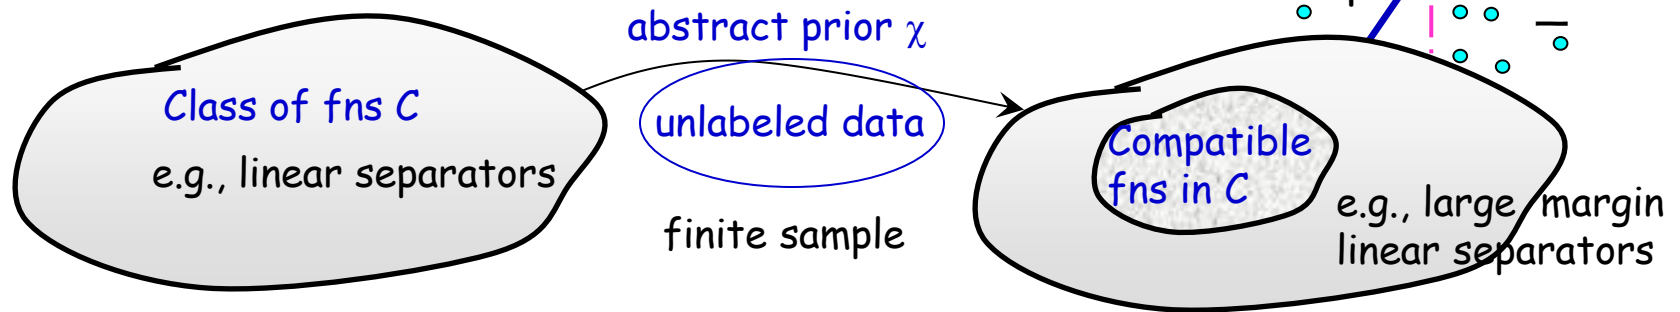 abstract prior χ
Class of fns C
e.g., linear separators
unlabeled data
finite sample
Compatible
fns in C
e.g., large margin
linear separators